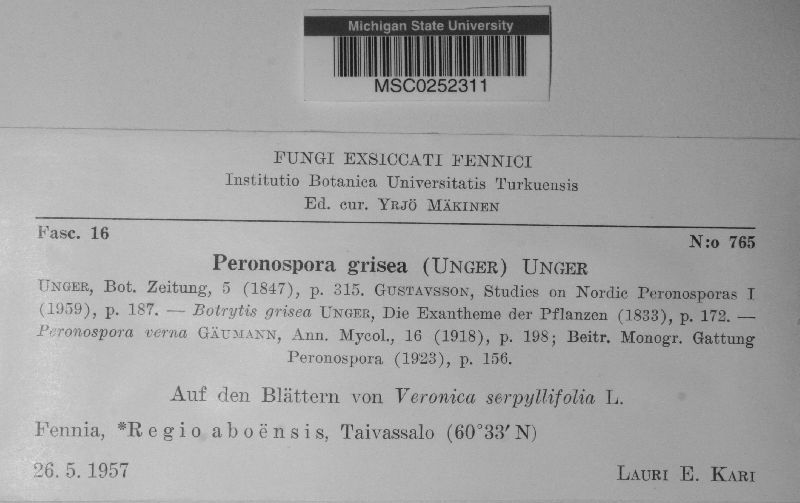 Michigan State University
MSC0252311
FUNGI EXSICCATI FENNICI
Institutio Botanica Universitatis Turkuensis
Ed. cur. YRJÖ MÄKINEN
Fasc. 16
N:o 765
Peronospora grisea (UNGER) UNGER
UNGER, Bot. Zeitung, 5 (1847), p. 315. GUSTAVSSON, Studies on Nordic Peronosporas I
(1959), p. 187. — Botrytis grisea UNGER, Die Exantheme der Pflanzen (1833), p. 172. —
Peronospora verna GÄUMANN, Ann. Mycol., 16 (1918), p. 198; Beitr. Monogr. Gattung
Peronospora (1923), p. 156.
Auf den Blättern von Veronica serpyllifolia L.
Fennia, *Regio aboënsis, Taivassalo (60°33′ N)
26. 5. 1957
LAURI E. KARI